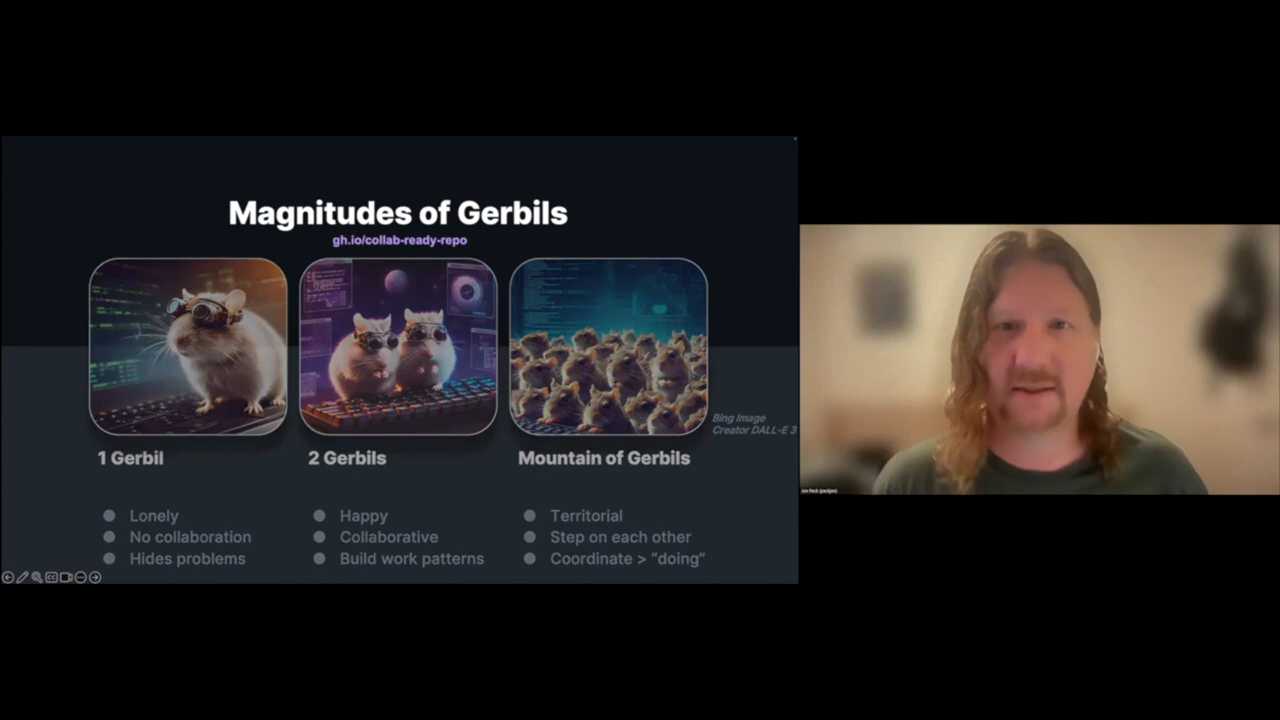 Magnitudes of Gerbils
gh.io/collab-ready-repo
Bing Image
Creator DALL-E 3
1 Gerbil
Lonely
No collaboration
Hides problems
2 Gerbils
Happy
Collaborative
Build work patterns
Mountain of Gerbils
Territorial
Step on each other
Coordinate > “doing”